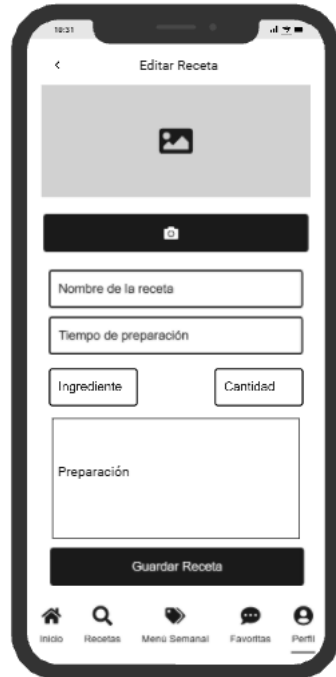 10:31
Editar Receta
Nombre de la receta
Tiempo de preparación
Ingrediente Cantidad
Preparación
Guardar Receta
Inicio Recetas Menú Semanal Favoritas Perfil